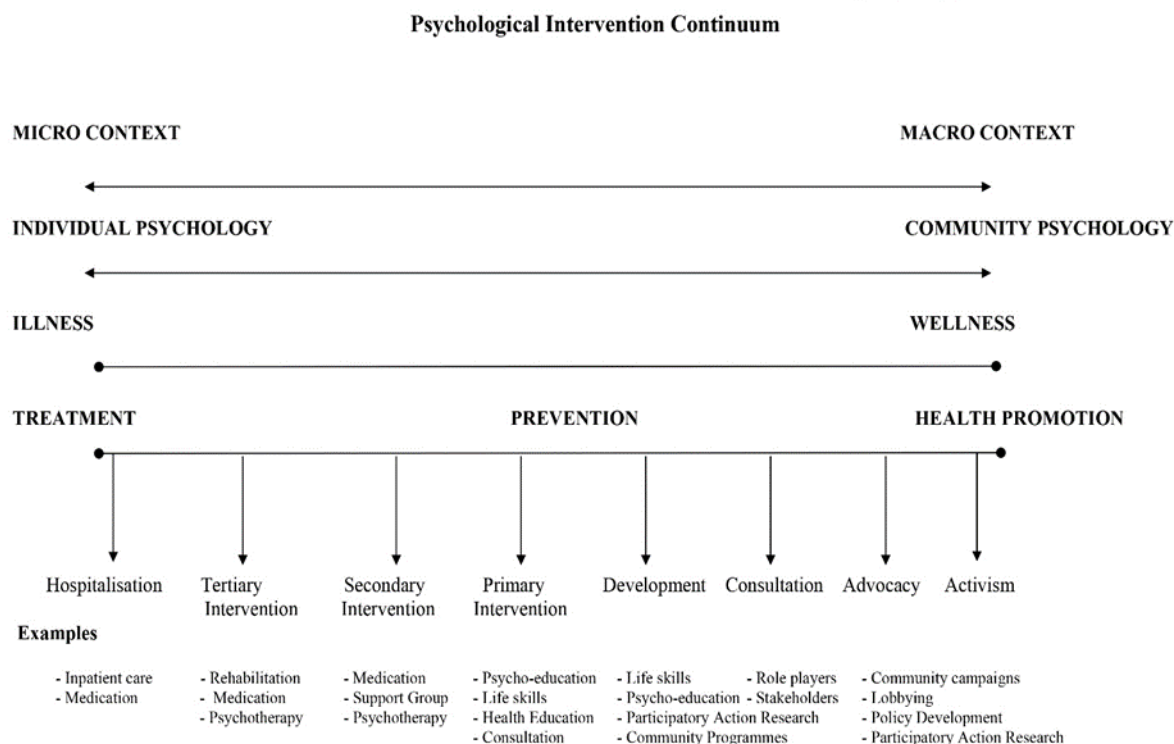 Psychological Intervention Continuum
MICRO CONTEXT MACRO CONTEXT
INDIVIDUAL PSYCHOLOGY COMMUNITY PSYCHOLOGY
ILLNESS WELLNESS
TREATMENT PREVENTION HEALTH PROMOTION
Hospitalisation Tertiary Secondary Primary Development Consultation Advocacy Activism
Intervention Intervention Intervention
Examples
- Inpatient care - Rehabilitation - Medication - Psycho-education - Life skills - Role players - Community campaigns
- Medication - Medication - Support Group - Life skills - Psycho-education - Stakeholders - Lobbying
- Psychotherapy - Psychotherapy - Health Education - Participatory Action Research - Policy Development
- Consultation - Community Programmes - Participatory Action Research